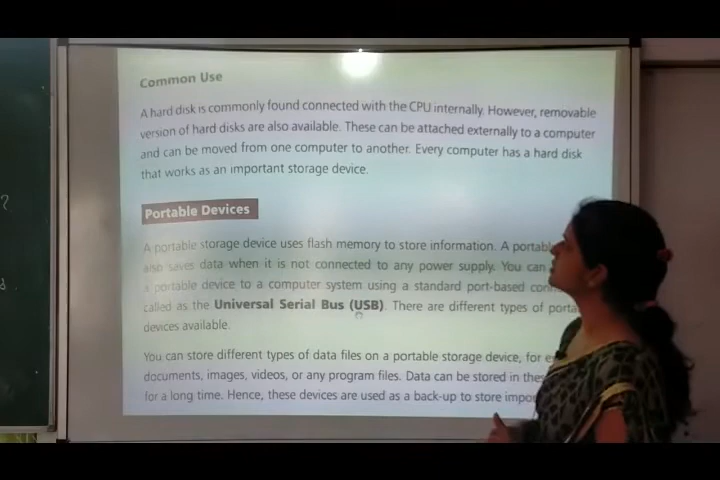 Common Use
A hard disk is commonly found connected with the CPU internally. However, removable
version of hard disks are also available. These can be attached externally to a computer
and can be moved from one computer to another. Every computer has a hard disk
that works as an important storage device.
Portable Devices
A portable storage device uses flash memory to store information. A
also saves data when it is not connected to any power supply. You can
a portable device to a computer system using a standard port-based
called as the Universal Serial Bus (USB). There are different types of
devices available.
You can store different types of data files on a portable storage device, for
documents, images, videos, or any program files. Data can be stored in
for a long time. Hence, these devices are used as a back-up to store
?